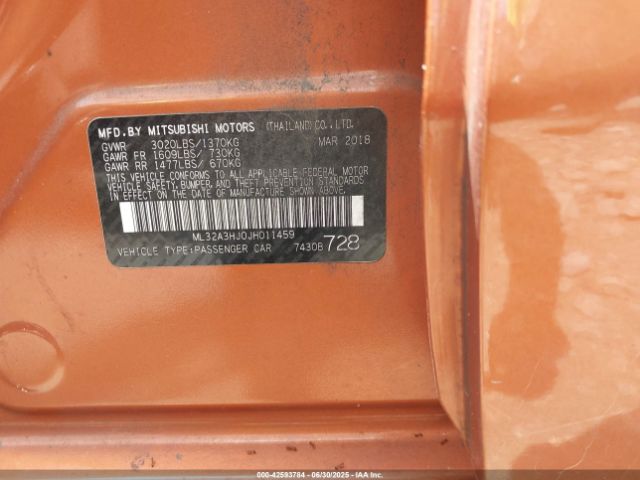 MFD.BY MITSUBISHI MOTORS (THAILAND)CO.,LTD.
GVWR 3020LBS/1370KG MAR 2018
GAWR FR 1609LBS/ 730KG
GAWR RR 1477LBS/ 670KG
THIS VEHICLE CONFORMS TO ALL APPLICABLE FEDERAL MOTOR
VEHICLE SAFETY,BUMPER,AND THEFT PREVENTION STANDARDS
IN EFFECT ON THE DATE OF MANUFACTURE SHOWN ABOVE.
ML32A3HJ0JH011459
VEHICLE TYPE:PASSENGER CAR 7430B 728
000-42593784 - 06/30/2025 - IAAI.CA